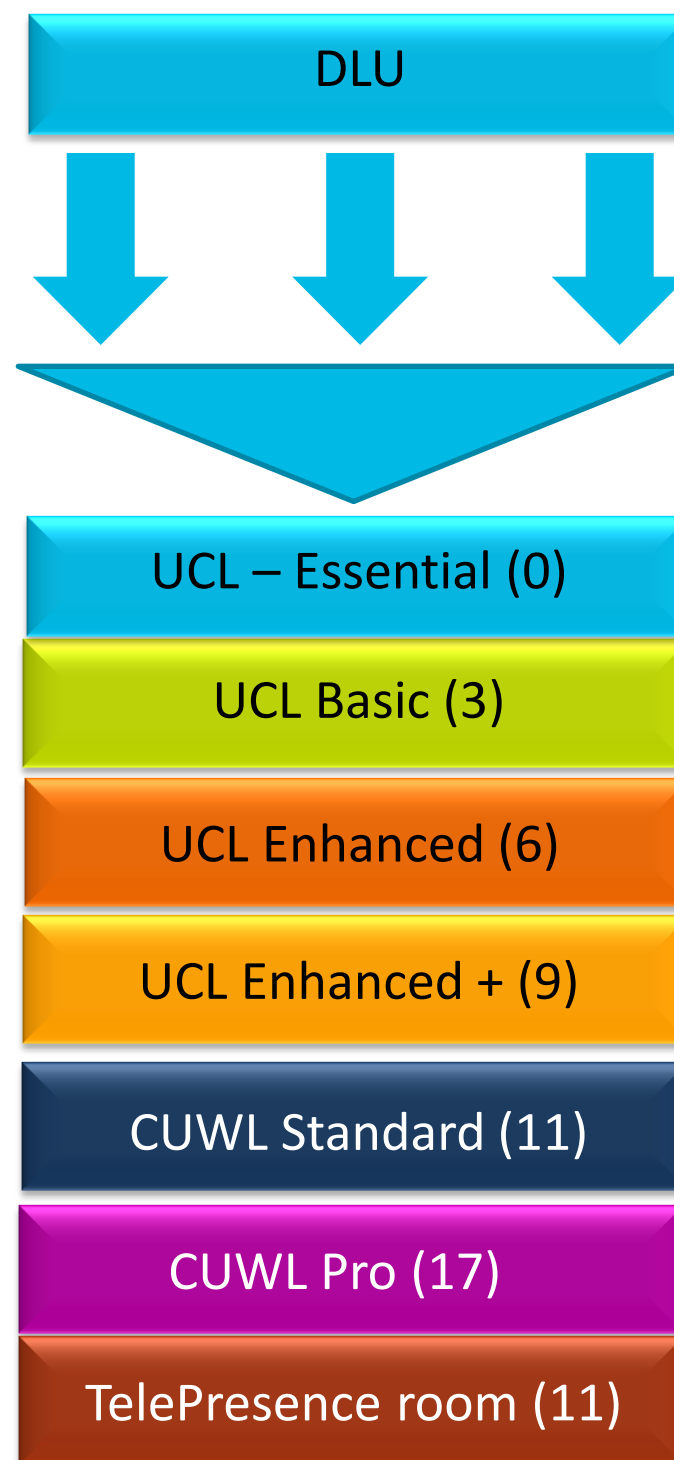 DLU
UCL – Essential (0)
UCL Basic (3)
UCL Enhanced (6)
UCL Enhanced + (9)
CUWL Standard (11)
CUWL Pro (17)
TelePresence room (11)